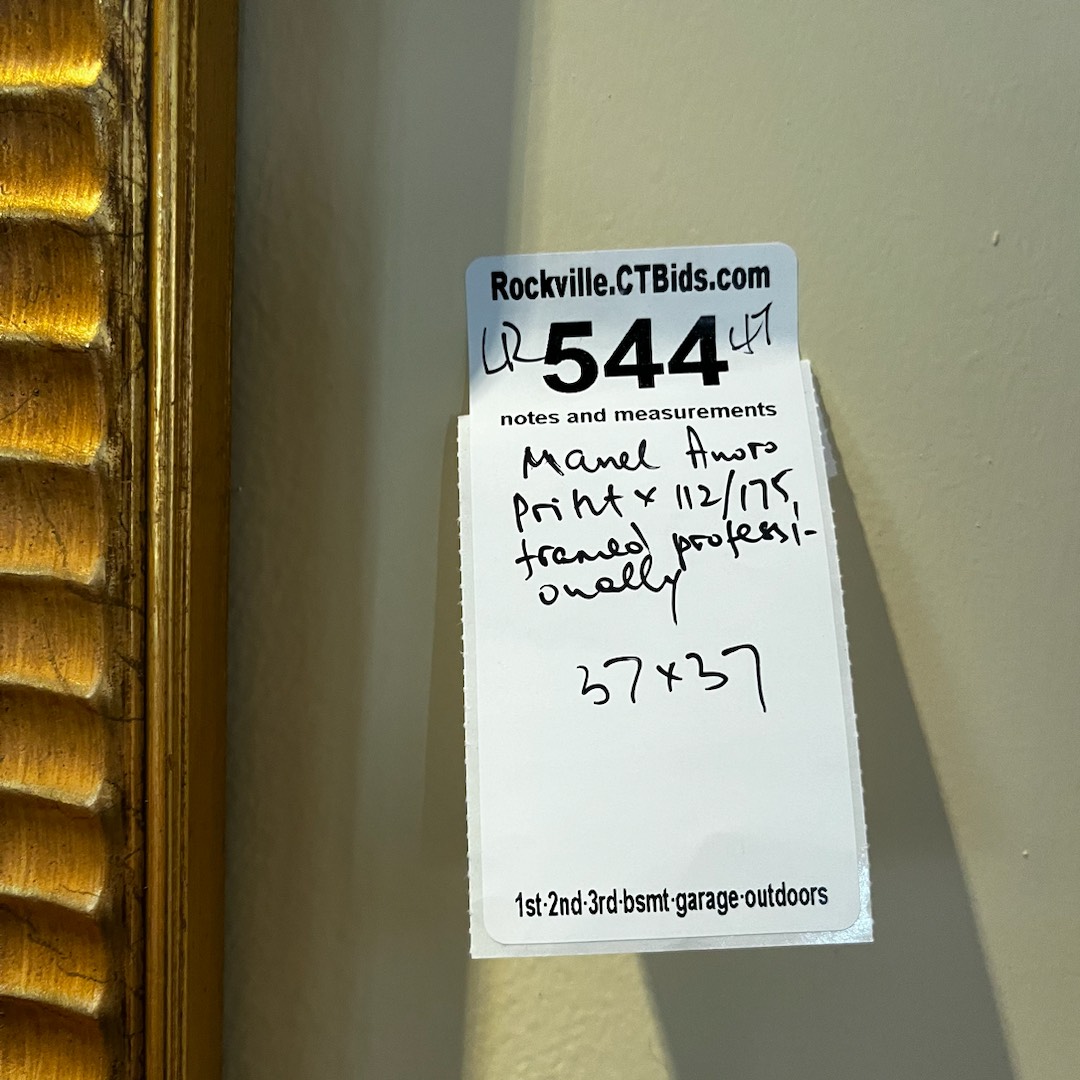 Rockville.CTBids.com
LR 544 47
notes and measurements
Manel Anoro
Print x 112/175,
framed professi-
onally
37x37
1st·2nd·3rd·bsmt·garage·outdoors